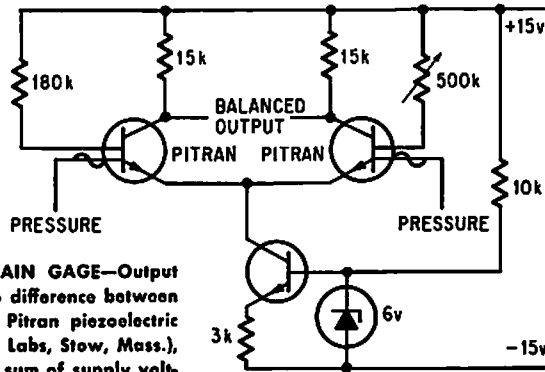 +15v
15k
15k
180k
500k
BALANCED
OUTPUT
PITRAN
PITRAN
10k
PRESSURE
PRESSURE
AIN GAGE—Output
difference between
Pitran piezoelectric
Labs, Stow, Mass.),
sum of supply volt-
6v
3k
-15v